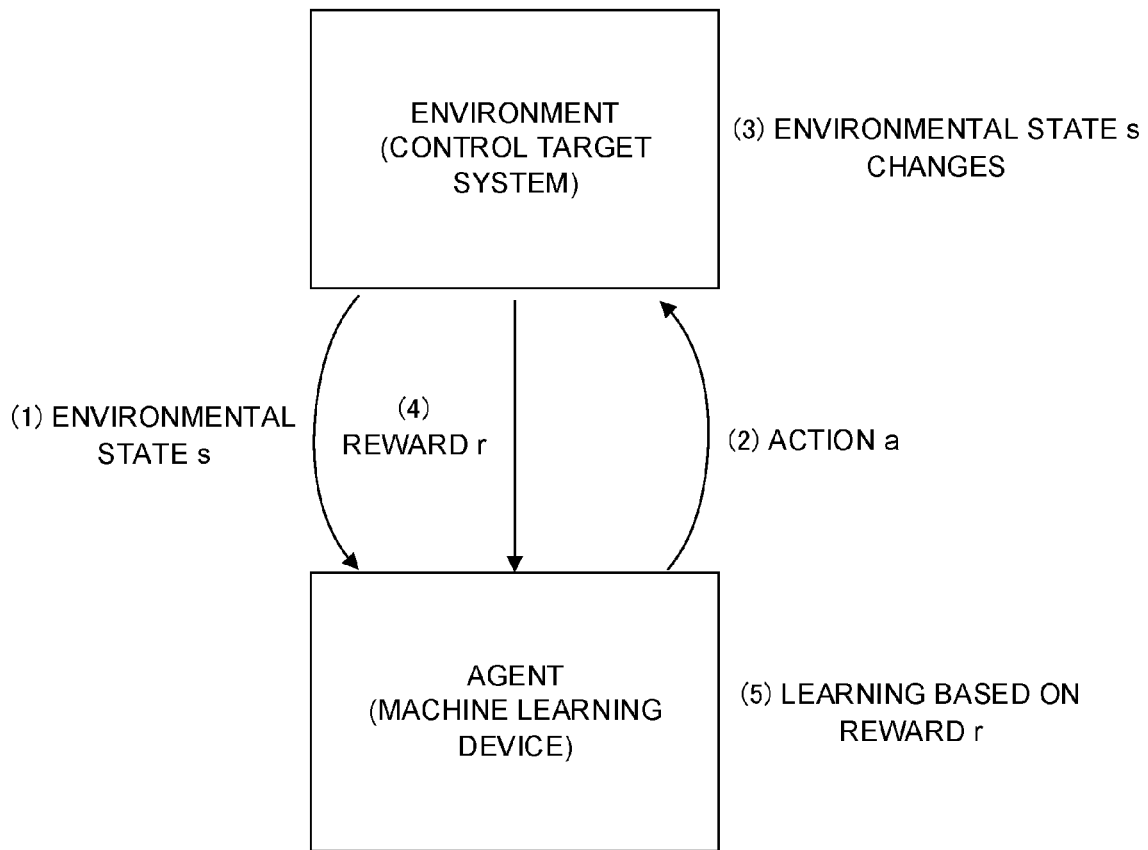 ENVIRONMENT
(CONTROL TARGET
SYSTEM)
(3) ENVIRONMENTAL STATE s
CHANGES
(1) ENVIRONMENTAL
STATE s
(4)
REWARD r
(2) ACTION a
AGENT
(MACHINE LEARNING
DEVICE)
(5) LEARNING BASED ON
REWARD r